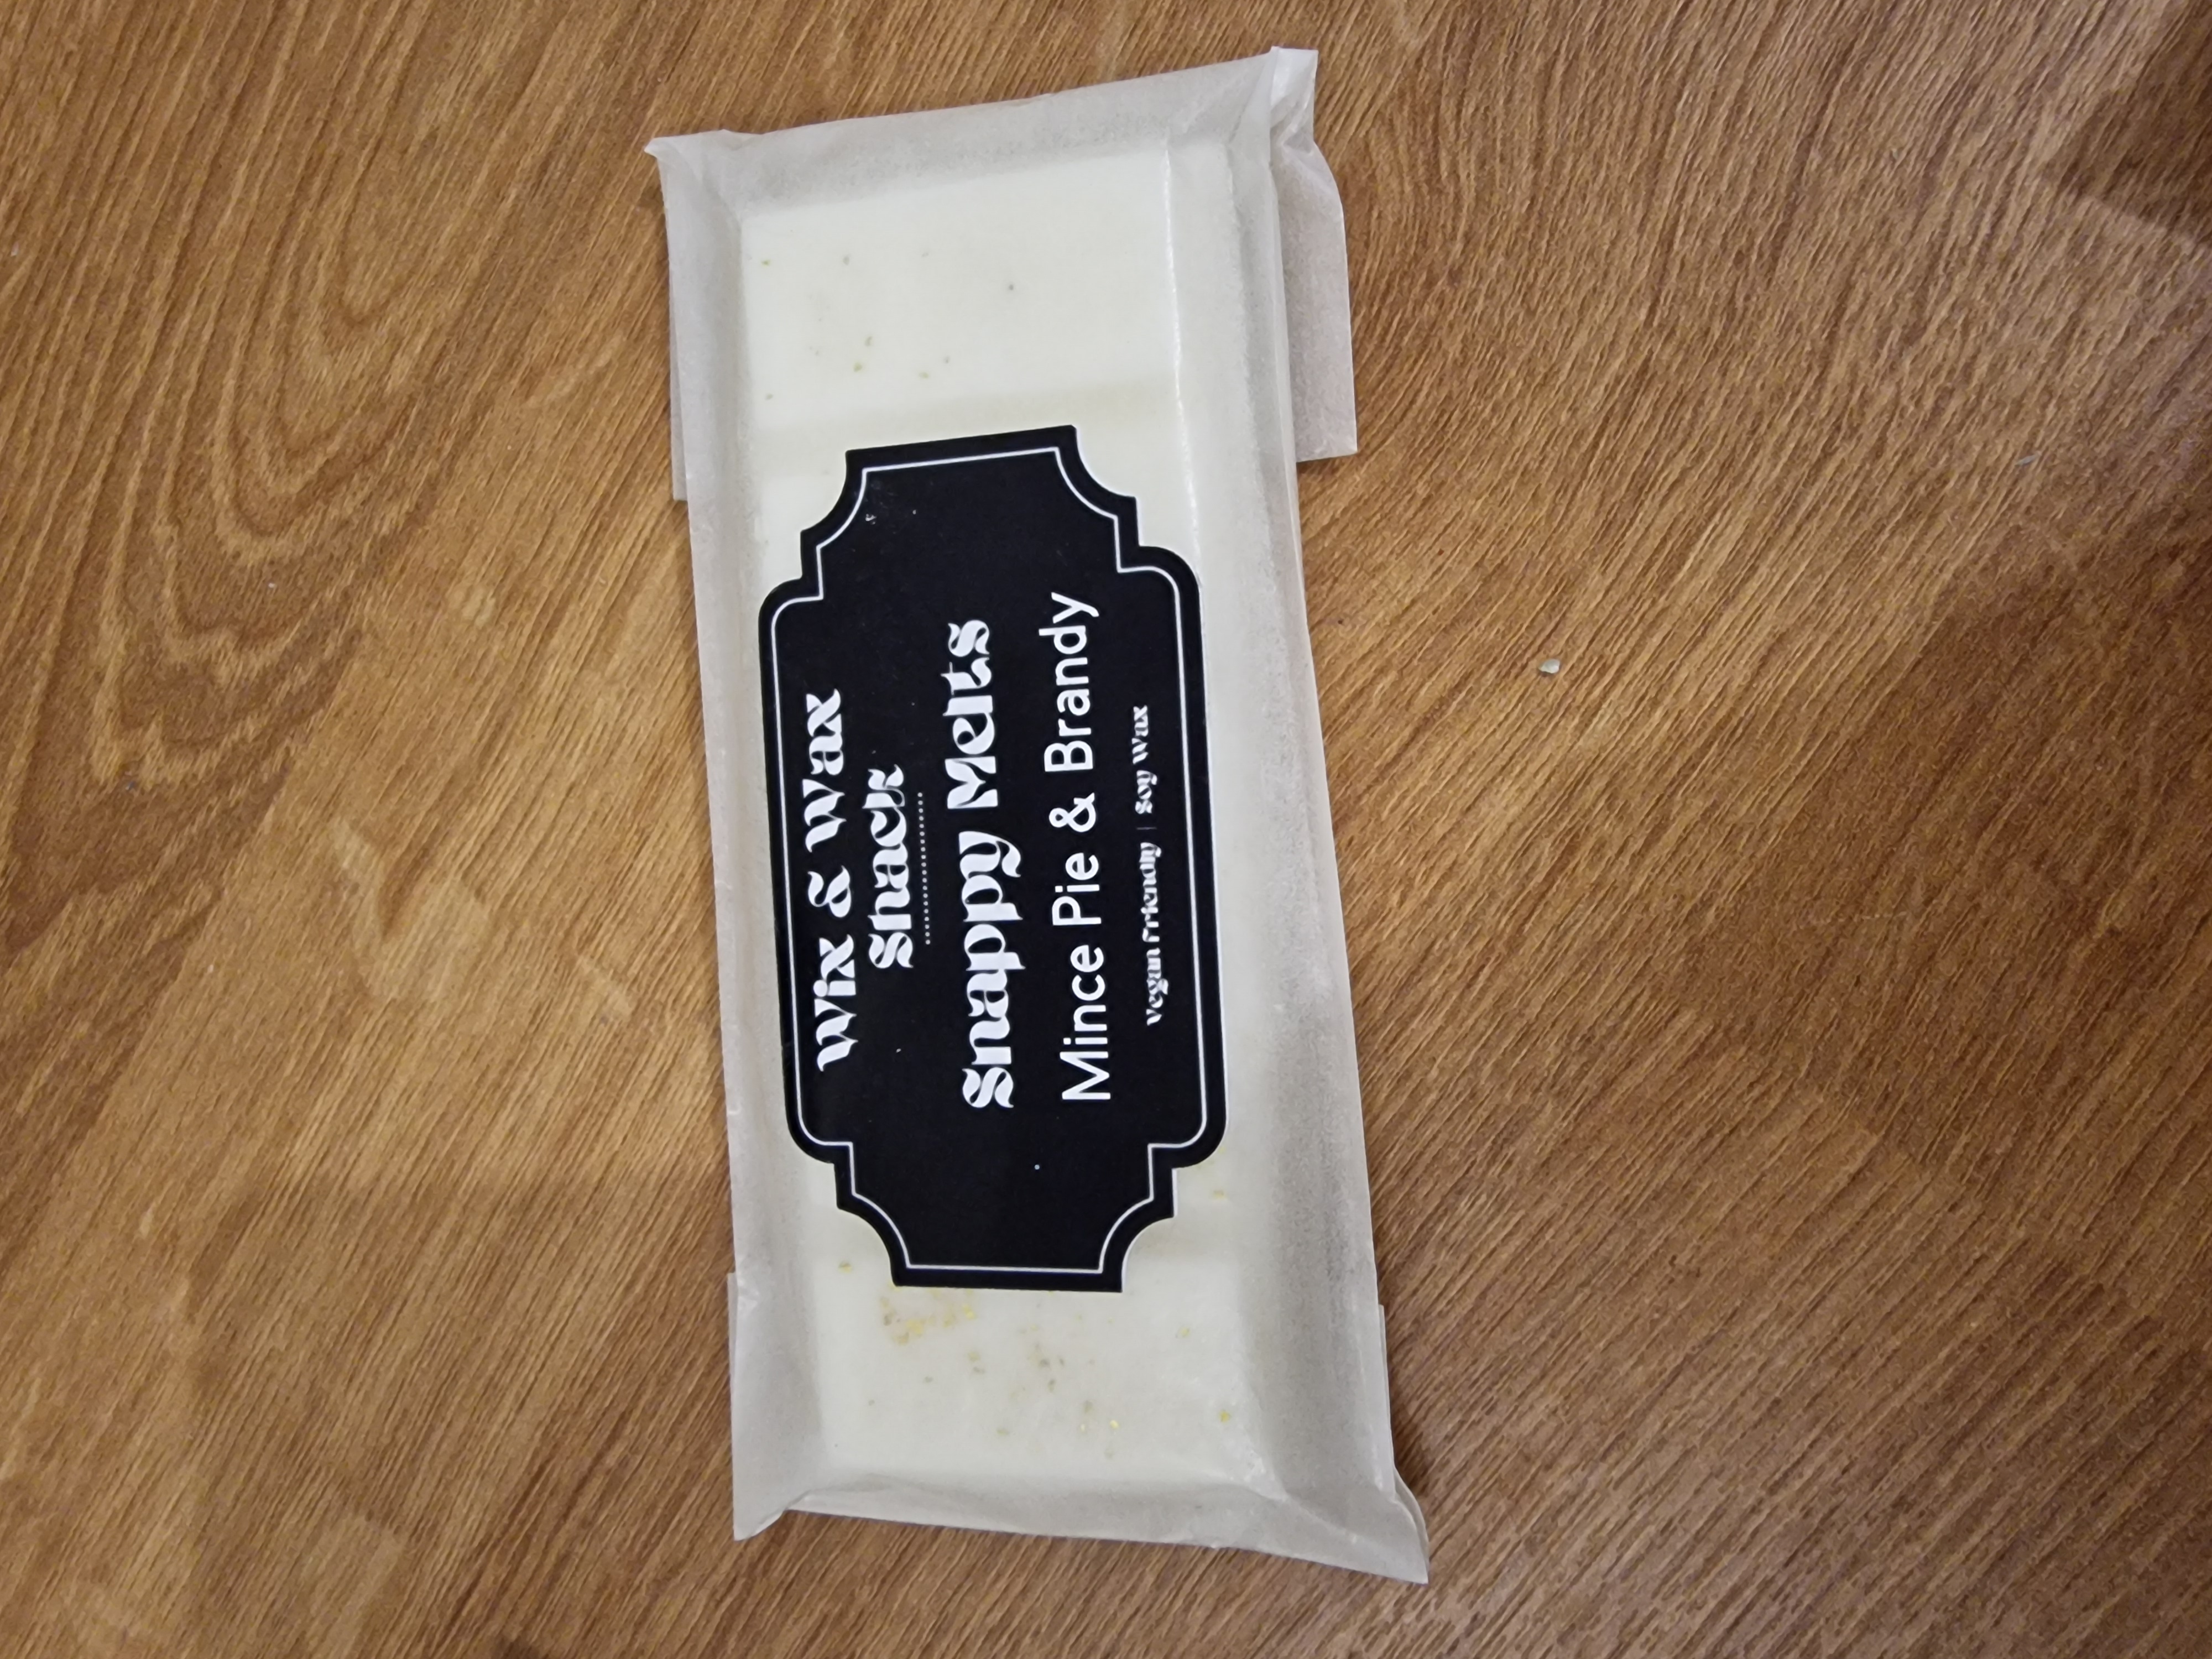 Wix & Wax
Shack
Snappy Melts
Mince Pie & Brandy
Vegan Friendly | Soy Wax